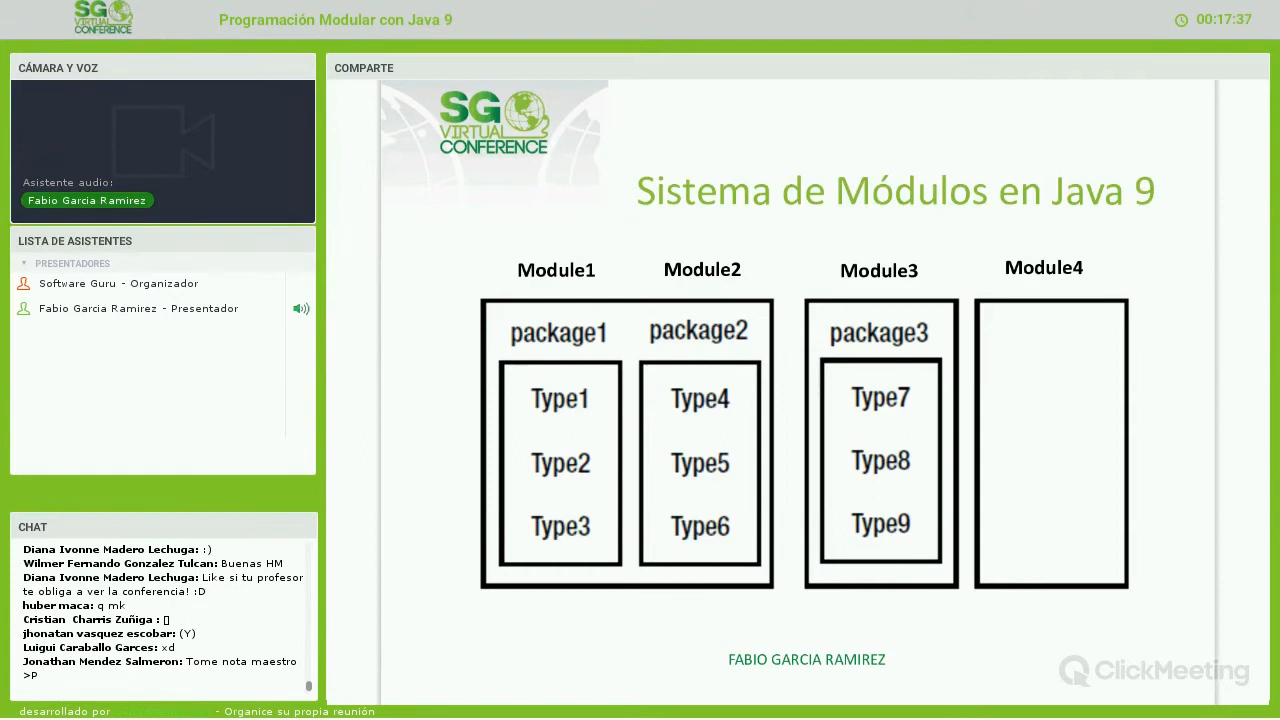 SG
VIRTUAL
CONFERENCE
Programación Modular con Java 9
00:17:37
CÁMARA Y VOZ
Asistente audio:
Fabio Garcia Ramirez
LISTA DE ASISTENTES
PRESENTADORES
Software Guru - Organizador
Fabio Garcia Ramirez - Presentador
CHAT
Diana Ivonne Madero Lechuga: :)
Wilmer Fernando Gonzalez Tulcan: Buenas HM
Diana Ivonne Madero Lechuga: Like si tu profesor
te obliga a ver la conferencia! :D
huber maca: q mk
Cristian Charris Zuñiga :
jhonatan vasquez escobar: (Y)
Luigui Caraballo Garces: xd
Jonathan Mendez Salmeron: Tome nota maestro
>P
desarrollado por - Organice su propia reunión
COMPARTE
SG
VIRTUAL
CONFERENCE
Sistema de Módulos en Java 9
Module1 Module2 Module3 Module4
package1 package2 package3
Type1 Type4 Type7
Type2 Type5 Type8
Type3 Type6 Type9
FABIO GARCIA RAMIREZ
ClickMeeting